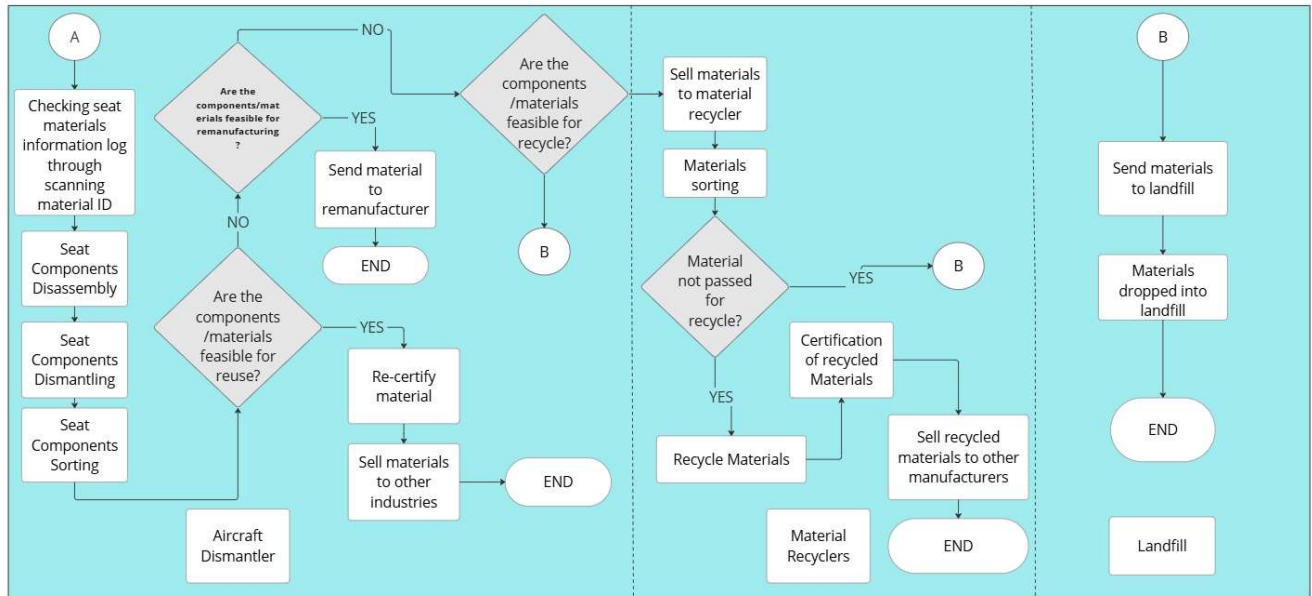 A
Checking seat
materials
information log
through
scanning
material ID
Seat
Components
Disassembly
Seat
Components
Dismantling
Seat
Components
Sorting
Are the
components
/materials
feasible for
reuse?
NO
YES
Re-certify
material
Sell materials
to other
industries
END
Are the
components/mat
erials feasible for
remanufacturing
?
NO
YES
Send material
to
remanufacturer
END
Are the
components
/materials
feasible for
recycle?
B
Aircraft
Dismantler
Sell materials
to material
recycler
Materials
sorting
Material
not passed
for
recycle?
YES
B
YES
Recycle Materials
Certification
of recycled
Materials
Sell recycled
materials to other
manufacturers
END
Material
Recyclers
B
Send materials
to landfill
Materials
dropped into
landfill
END
Landfill